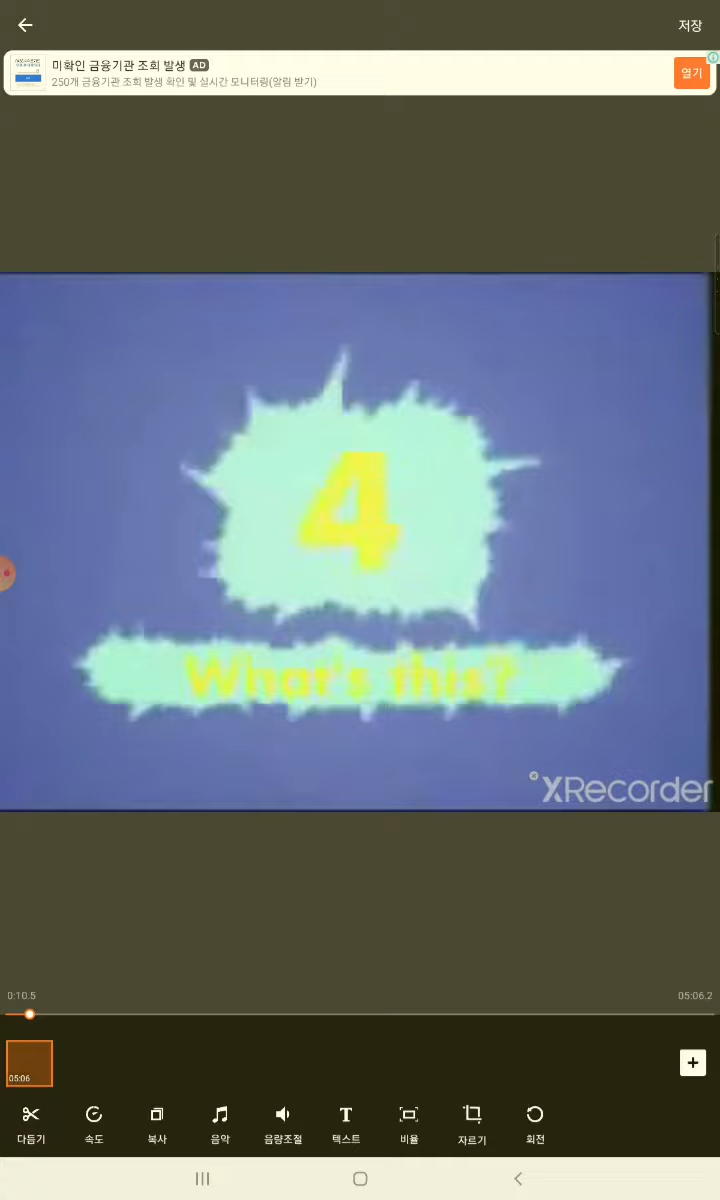 저장
미확인 금융기관 조회 발생 AD
250개 금융기관 조회 발생 확인 및 실시간 모니터링(알림 받기)
열기
4
What's this?
XRecorder
0:10.5
05:06.2
05:06
다듬기 속도 복사 음악 음량조절 텍스트 비율 자르기 회전